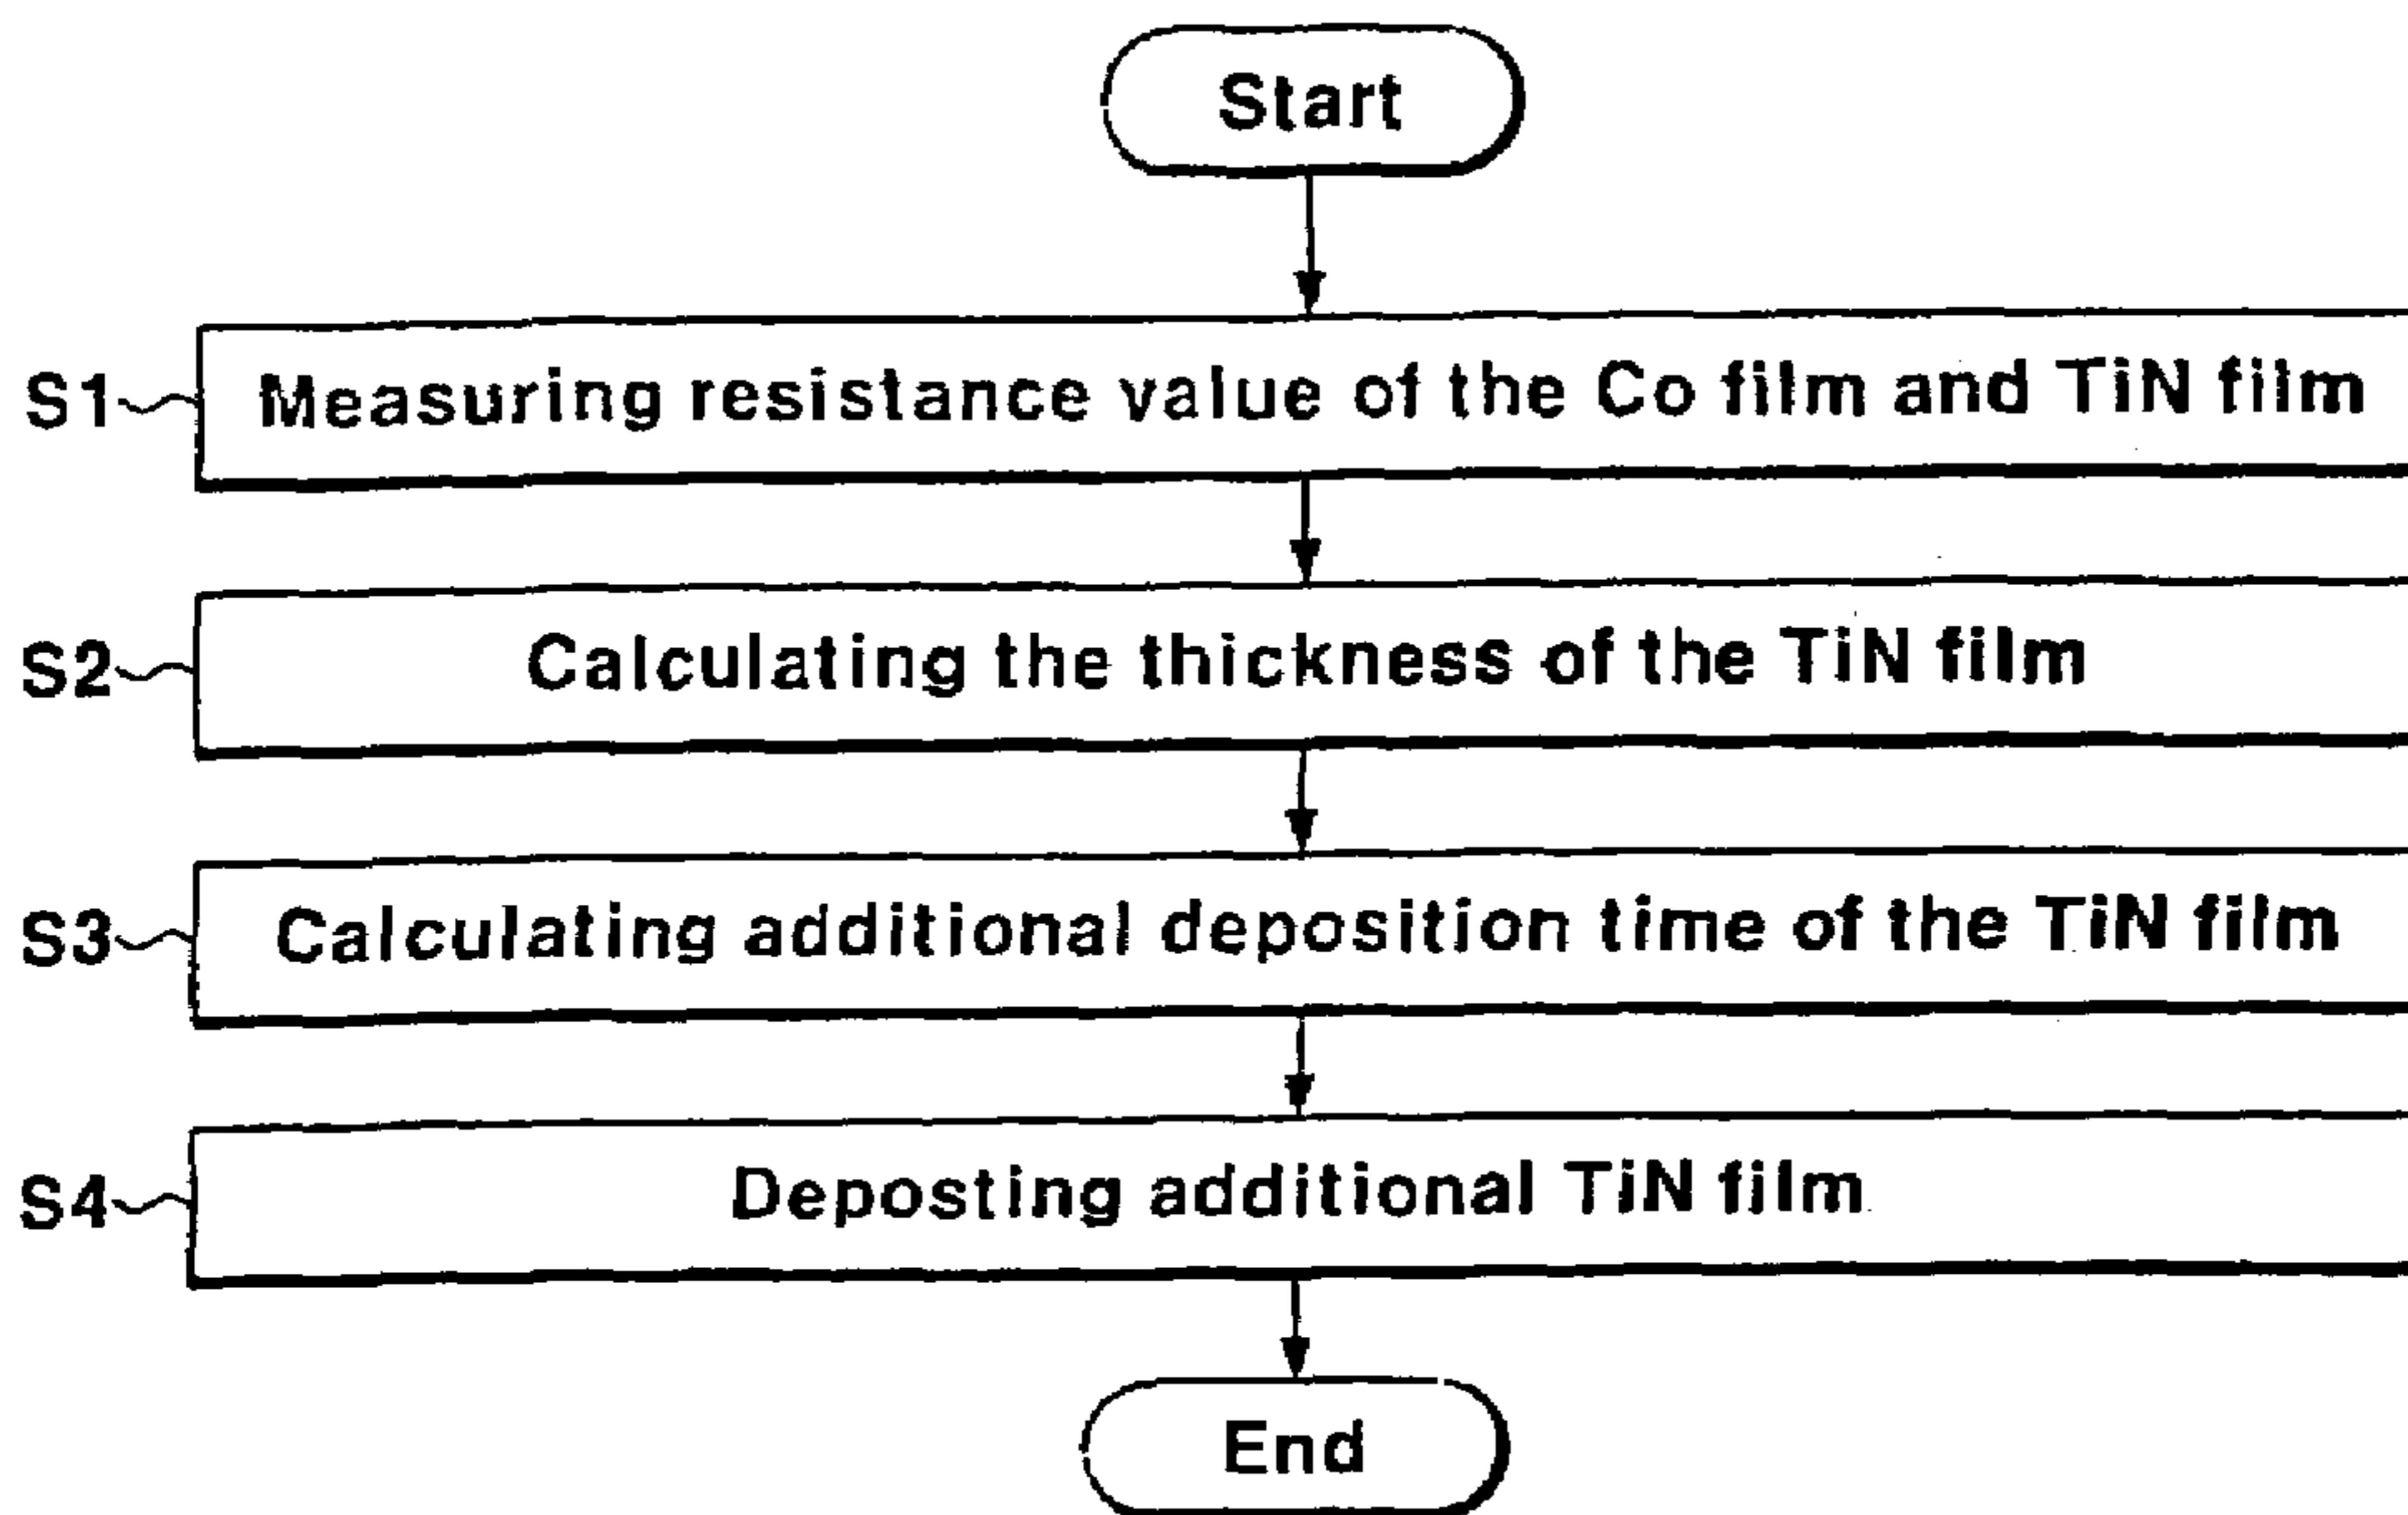 Start
S1 Measuring resistance value of the Co film and TiN film
S2 Calculating the thickness of the TiN film
S3 Calculating additional deposition time of the TiN film
S4 Deposting additional TiN film
End